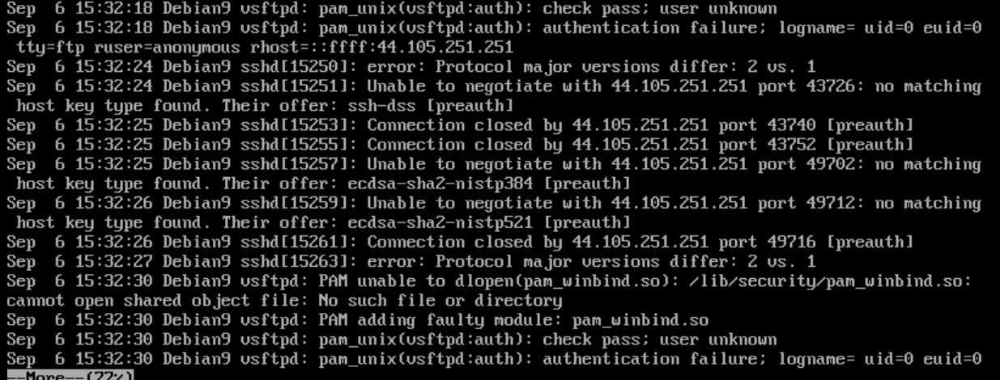 Sep  6 15:32:18 Debian9 vsftpd: pam_unix(vsftpd:auth): check pass; user unknown
Sep  6 15:32:18 Debian9 vsftpd: pam_unix(vsftpd:auth): authentication failure; logname= uid=0 euid=0
 tty=ftp ruser=anonymous rhost=::ffff:44.105.251.251
Sep  6 15:32:24 Debian9 sshd[15250]: error: Protocol major versions differ: 2 vs. 1
Sep  6 15:32:24 Debian9 sshd[15251]: Unable to negotiate with 44.105.251.251 port 43726: no matching
 host key type found. Their offer: ssh-dss [preauth]
Sep  6 15:32:25 Debian9 sshd[15253]: Connection closed by 44.105.251.251 port 43740 [preauth]
Sep  6 15:32:25 Debian9 sshd[15255]: Connection closed by 44.105.251.251 port 43752 [preauth]
Sep  6 15:32:25 Debian9 sshd[15257]: Unable to negotiate with 44.105.251.251 port 49702: no matching
 host key type found. Their offer: ecdsa-sha2-nistp384 [preauth]
Sep  6 15:32:26 Debian9 sshd[15259]: Unable to negotiate with 44.105.251.251 port 49712: no matching
 host key type found. Their offer: ecdsa-sha2-nistp521 [preauth]
Sep  6 15:32:26 Debian9 sshd[15261]: Connection closed by 44.105.251.251 port 49716 [preauth]
Sep  6 15:32:27 Debian9 sshd[15263]: error: Protocol major versions differ: 2 vs. 1
Sep  6 15:32:30 Debian9 vsftpd: PAM unable to dlopen(pam_winbind.so): /lib/security/pam_winbind.so:
cannot open shared object file: No such file or directory
Sep  6 15:32:30 Debian9 vsftpd: PAM adding faulty module: pam_winbind.so
Sep  6 15:32:30 Debian9 vsftpd: pam_unix(vsftpd:auth): check pass; user unknown
Sep  6 15:32:30 Debian9 vsftpd: pam_unix(vsftpd:auth): authentication failure; logname= uid=0 euid=0
--More--(77%)